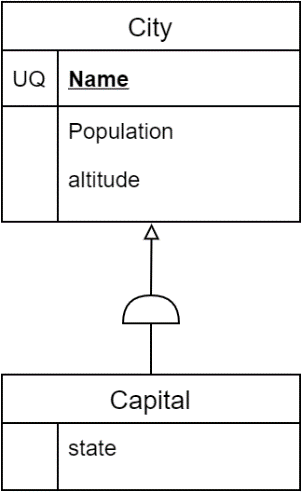 City
UQ Name
Population
altitude
Capital
state